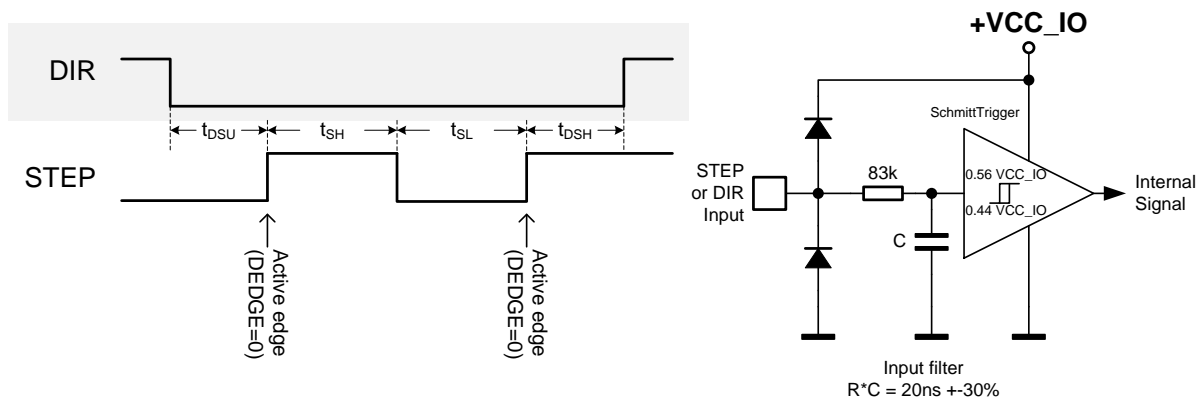 DIR
tDSU
tSH
tSL
tDSH
STEP
Active edge
(DEDGE=0)
Active edge
(DEDGE=0)
+VCC_IO
SchmittTrigger
83k
0.56 VCC_IO
0.44 VCC_IO
STEP
or DIR
Input
Internal
Signal
C
Input filter
R*C = 20ns +-30%